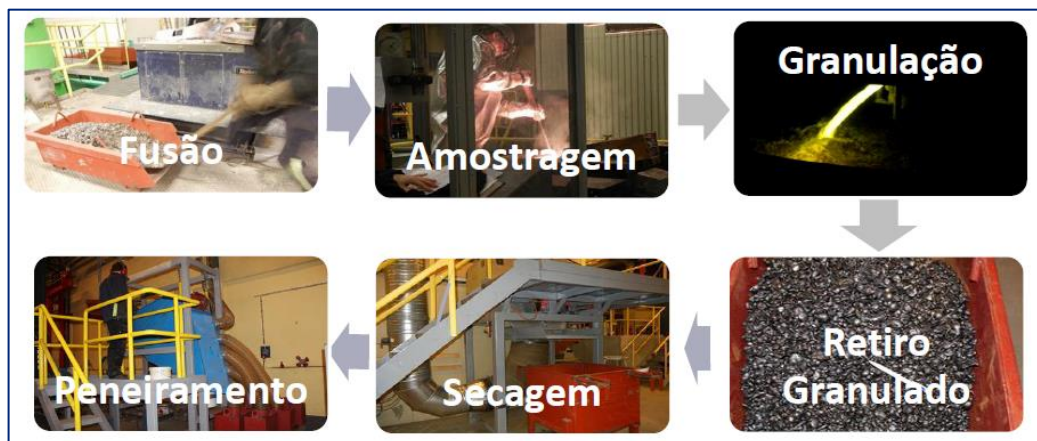 Fusão
Amostragem
Granulação
Retiro
Granulado
Secagem
Peneiramento